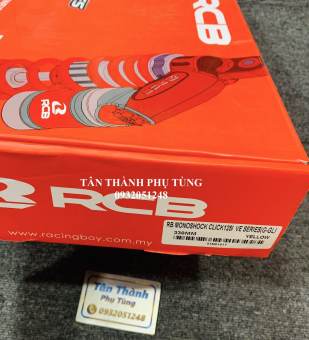 RCB
RCB
TÂN THÀNH PHỤ TÙNG
0932051248
RCB
www.racingboy.com.my
RB MONOSHOCK CLICK125I VE SERIES(G-GL)
330MM
YELLOW
Tân Thành
Phụ Tùng
0932051248